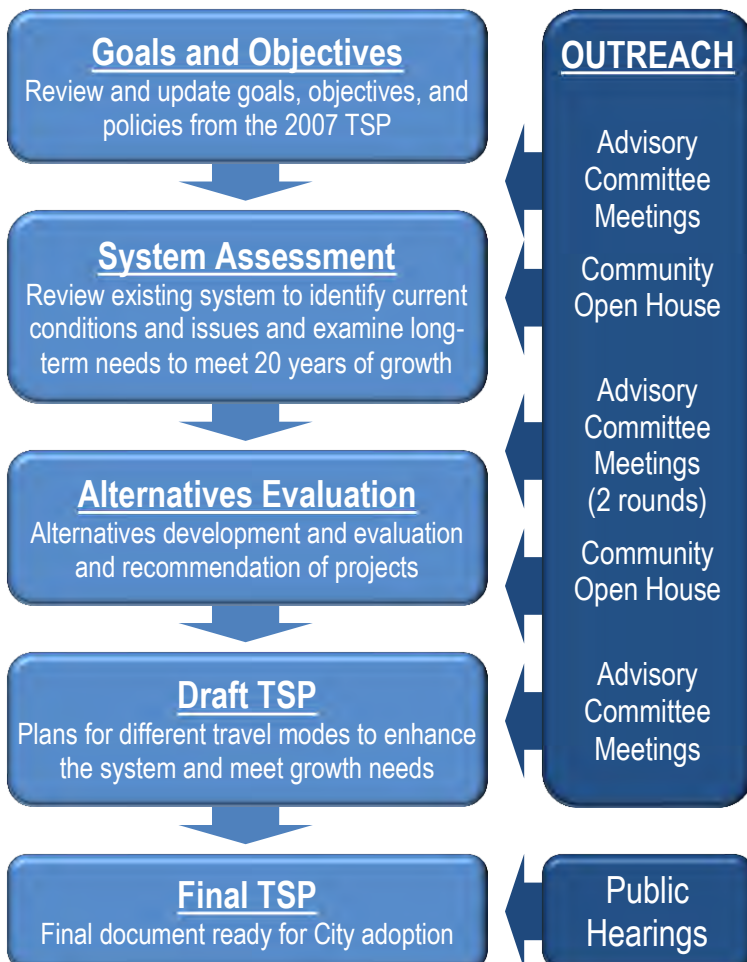 Goals and Objectives
Review and update goals, objectives, and
policies from the 2007 TSP
System Assessment
Review existing system to identify current
conditions and issues and examine long-
term needs to meet 20 years of growth
Alternatives Evaluation
Alternatives development and evaluation
and recommendation of projects
Draft TSP
Plans for different travel modes to enhance
the system and meet growth needs
Final TSP
Final document ready for City adoption
OUTREACH
Advisory
Committee
Meetings
Community
Open House
Advisory
Committee
Meetings
(2 rounds)
Community
Open House
Advisory
Committee
Meetings
Public
Hearings